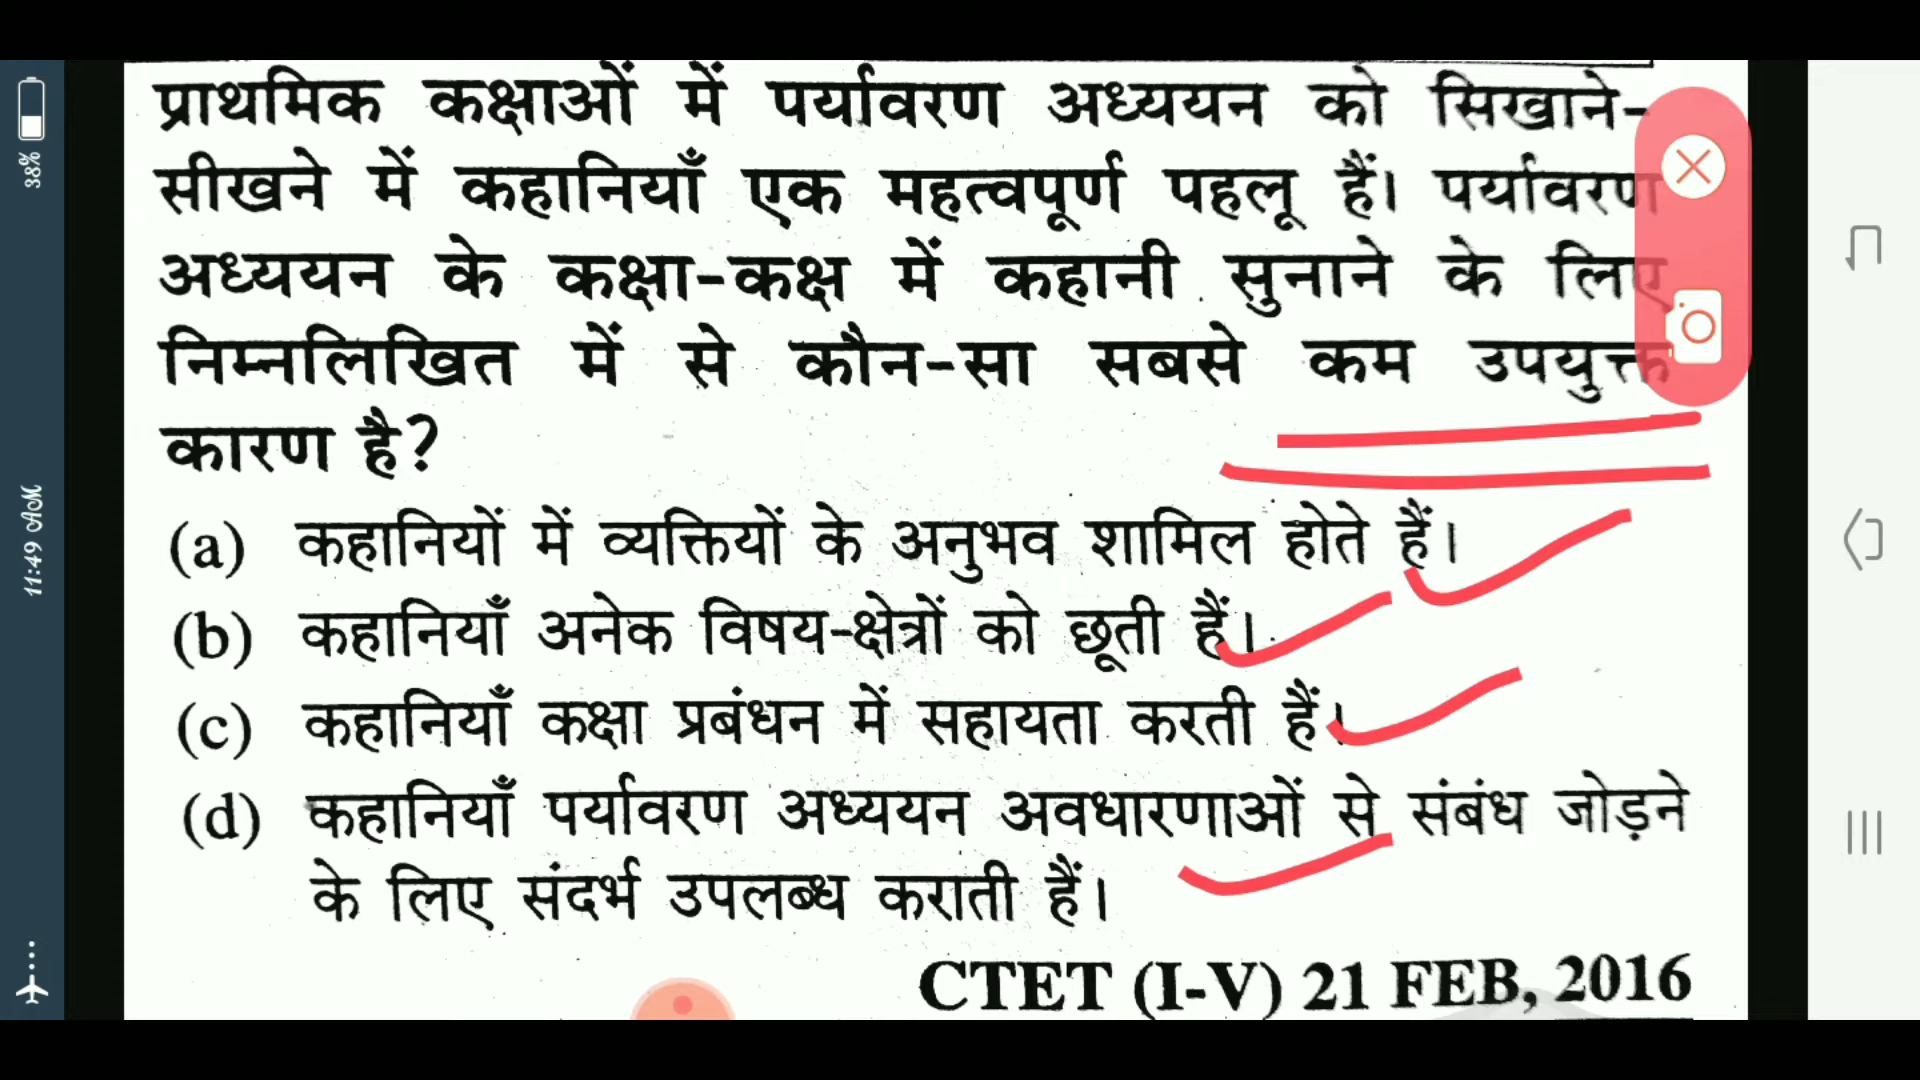 प्राथमिक कक्षाओं में पर्यावरण अध्ययन को सिखाने-
सीखने में कहानियाँ एक महत्वपूर्ण पहलू हैं। पर्यावरण
अध्ययन के कक्षा-कक्ष में कहानी सुनाने के लिए
निम्नलिखित में से कौन-सा सबसे कम उपयुक्त
कारण है?
(a) कहानियों में व्यक्तियों के अनुभव शामिल होते हैं।
(b) कहानियाँ अनेक विषय-क्षेत्रों को छूती हैं।
(c) कहानियाँ कक्षा प्रबंधन में सहायता करती हैं।
(d) कहानियाँ पर्यावरण अध्ययन अवधारणाओं से संबंध जोड़ने
के लिए संदर्भ उपलब्ध कराती हैं।
CTET (I-V) 21 FEB, 2016
38%
11:49 AM